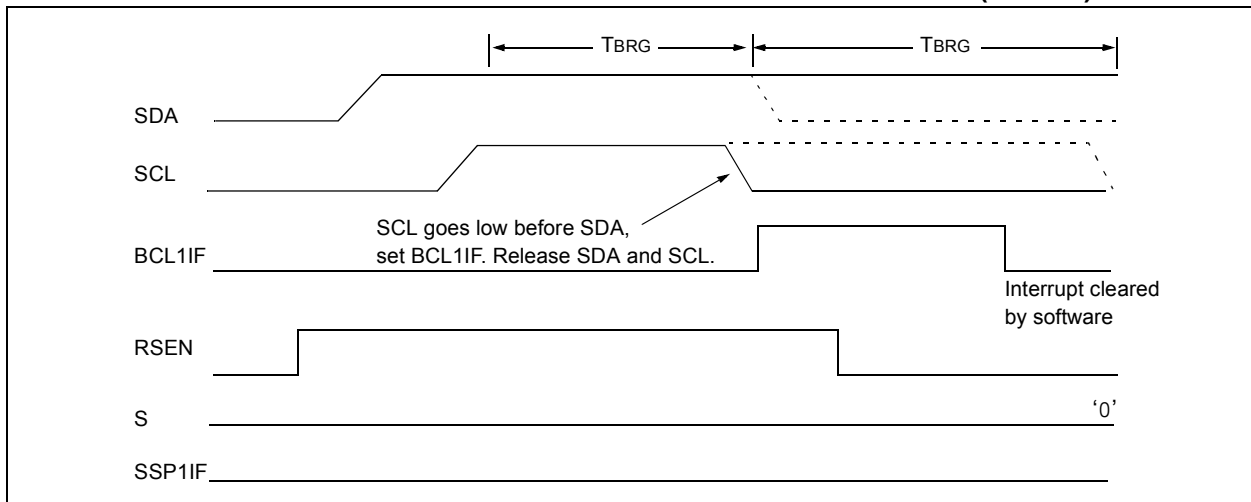 TBRG TBRG
SDA
SCL
SCL goes low before SDA,
set BCL1IF. Release SDA and SCL.
BCL1IF
Interrupt cleared
by software
RSEN
S ‘0’
SSP1IF